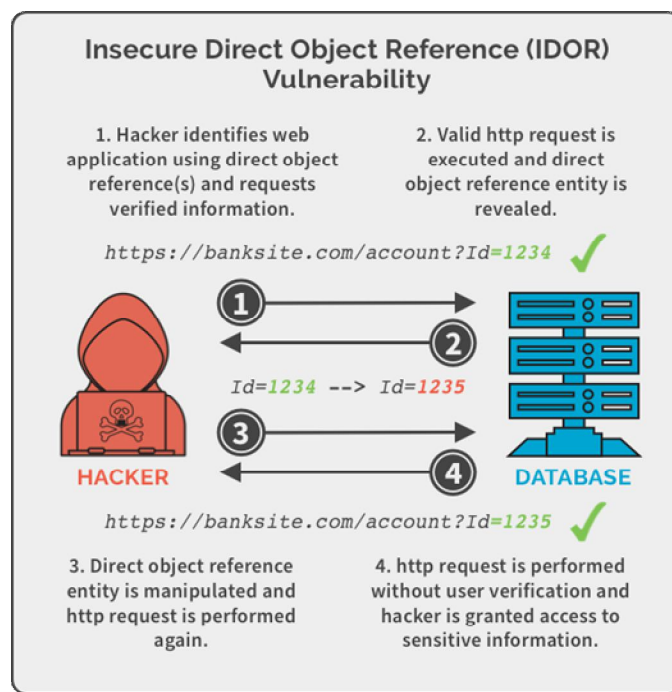 Insecure Direct Object Reference (IDOR)
Vulnerability
1. Hacker identifies web
application using direct object
reference(s) and requests
verified information.
2. Valid http request is
executed and direct
object reference entity is
revealed.
https://banksite.com/account?Id=1234
1
2
Id=1234 --> Id=1235
3
4
HACKER
DATABASE
https://banksite.com/account?Id=1235
3. Direct object reference
entity is manipulated and
http request is performed
again.
4. http request is performed
without user verification and
hacker is granted access to
sensitive information.